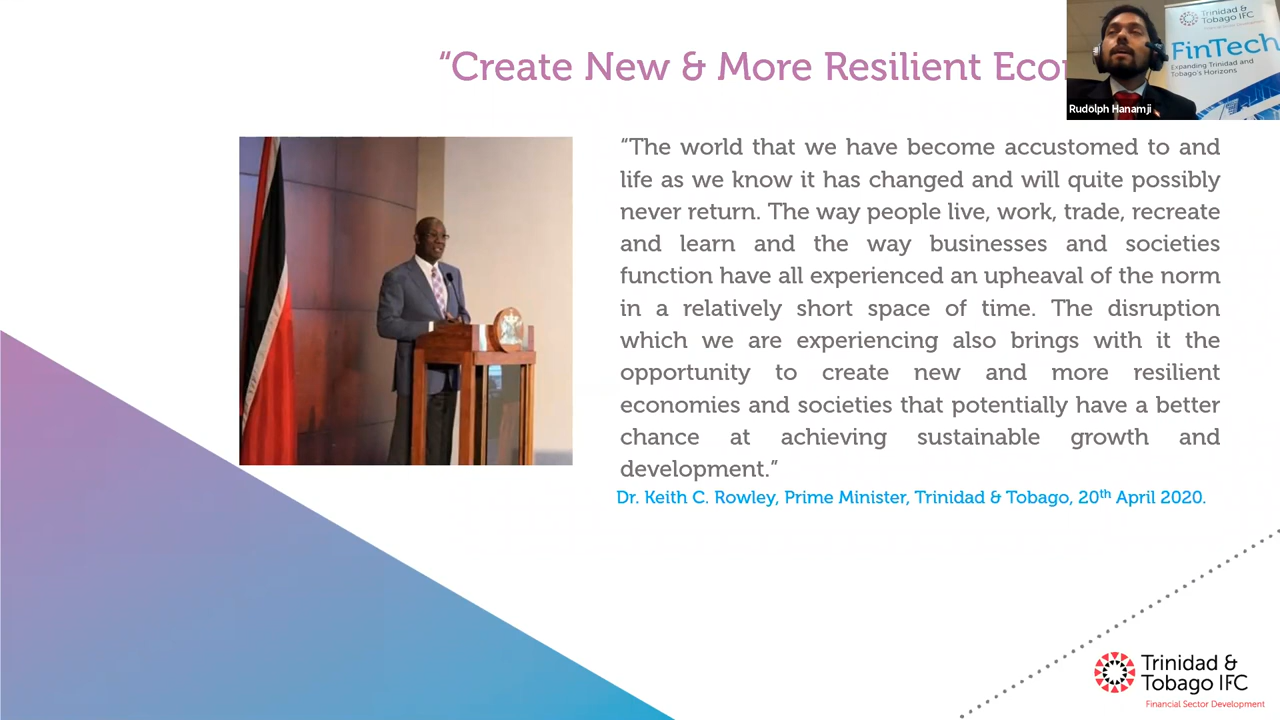 “Create New & More Resilient Eco
Trinidad &
Tobago IFC
FinTech
Expanding Trinidad and
Tobago's Horizons
Rudolph Hanamji
“The world that we have become accustomed to and
life as we know it has changed and will quite possibly
never return. The way people live, work, trade, recreate
and learn and the way businesses and societies
function have all experienced an upheaval of the norm
in a relatively short space of time. The disruption
which we are experiencing also brings with it the
opportunity to create new and more resilient
economies and societies that potentially have a better
chance at achieving sustainable growth and
development.”
Dr. Keith C. Rowley, Prime Minister, Trinidad & Tobago, 20th April 2020.
Trinidad &
Tobago IFC
Financial Sector Development